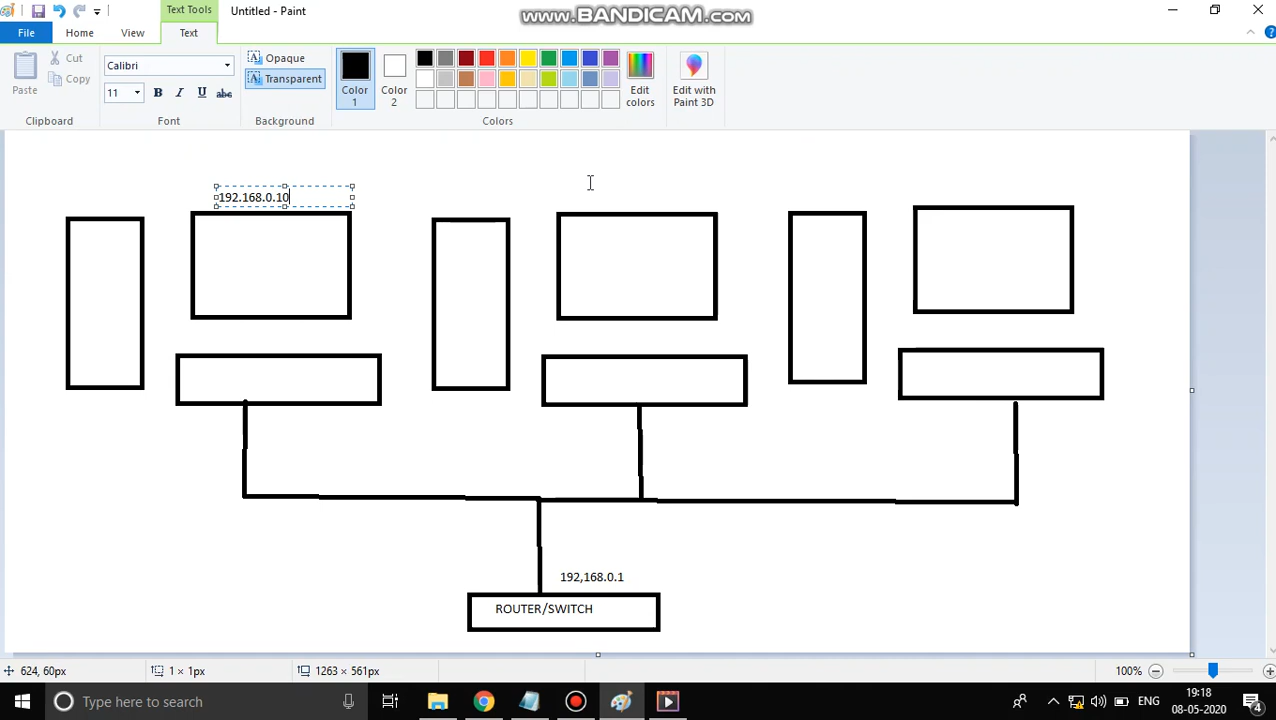 Text Tools
Untitled - Paint
www.BANDICAM.com
File
Home
View
Text
Paste
Cut
Copy
Clipboard
Calibri
11
B I U abc
Font
Opaque
Transparent
Background
Color 1
Color 2
Edit colors
Colors
Edit with Paint 3D
192.168.0.10
192,168.0.1
ROUTER/SWITCH
624, 60px
1 × 1px
1263 × 561px
100%
Type here to search
ENG
19:18
08-05-2020
4